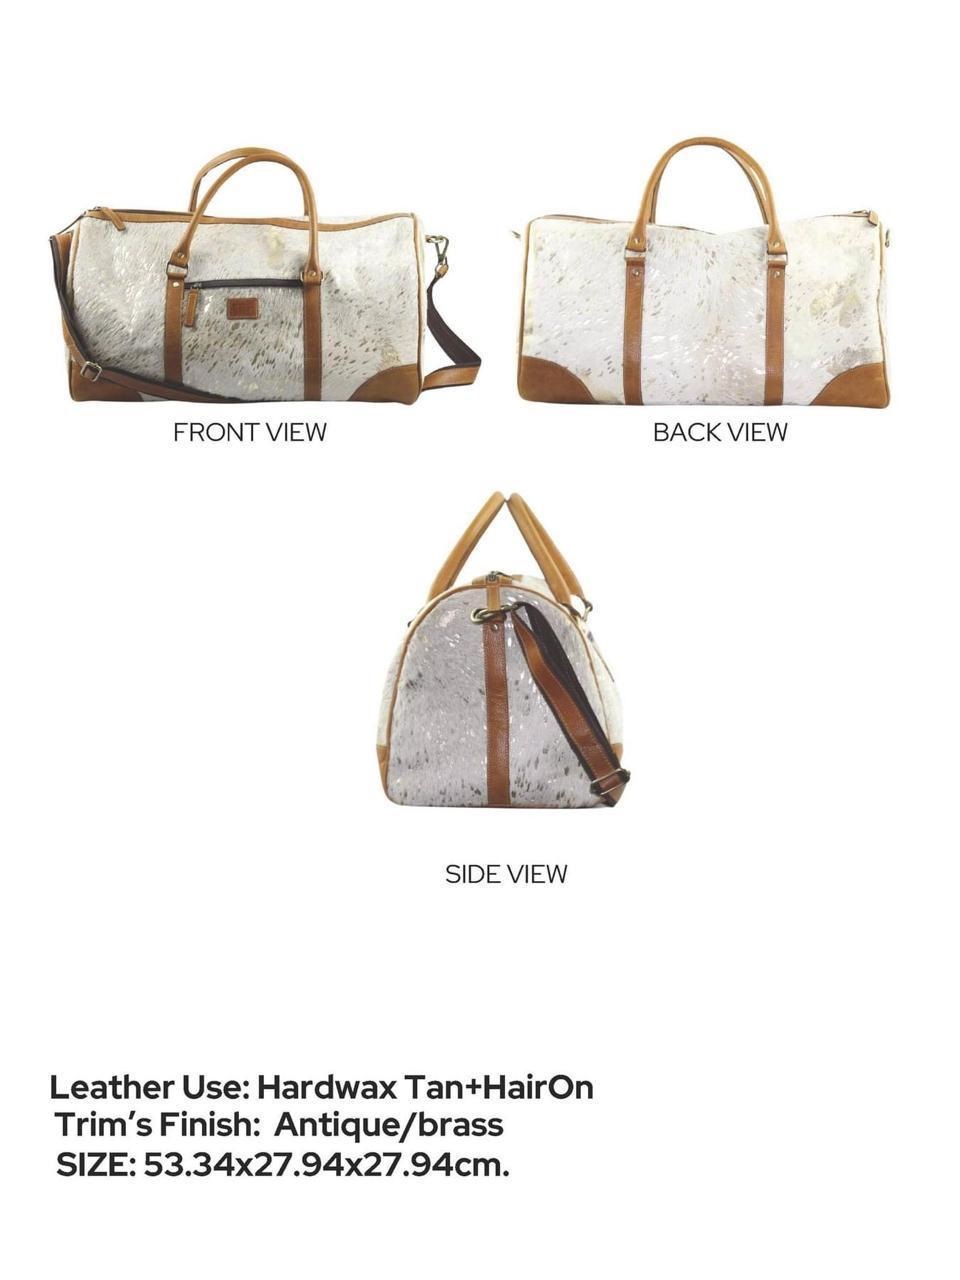 FRONT VIEW
BACK VIEW
SIDE VIEW
Leather Use: Hardwax Tan+HairOn
Trim's Finish: Antique/brass
SIZE: 53.34x27.94x27.94cm.